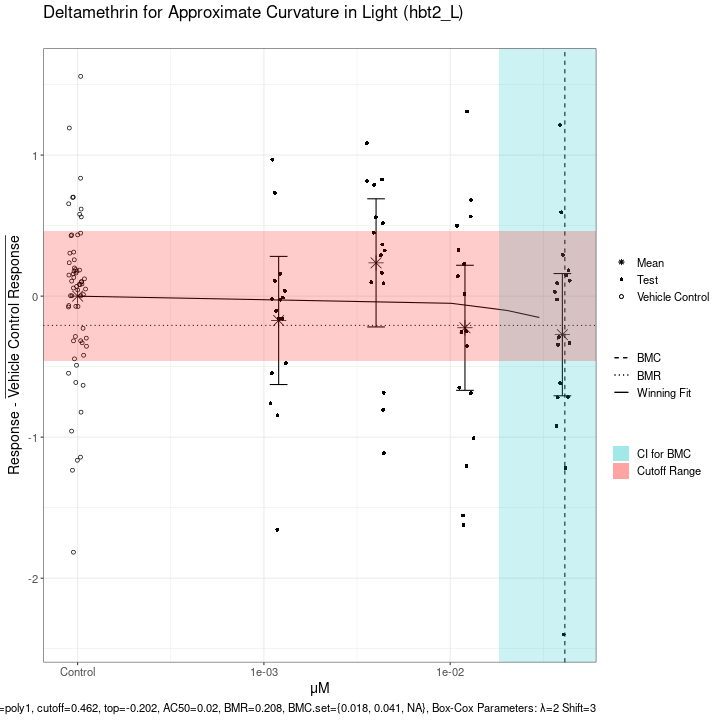 Deltamethrin for Approximate Curvature in Light (hbt2_L)
Response - Vehicle Control Response
1
0
-1
-2
Control
1e-03
1e-02
μM
Mean
Test
Vehicle Control
BMC
BMR
Winning Fit
CI for BMC
Cutoff Range
=poly1, cutoff=0.462, top=-0.202, AC50=0.02, BMR=0.208, BMC.set={0.018, 0.041, NA}, Box-Cox Parameters: λ=2 Shift=3